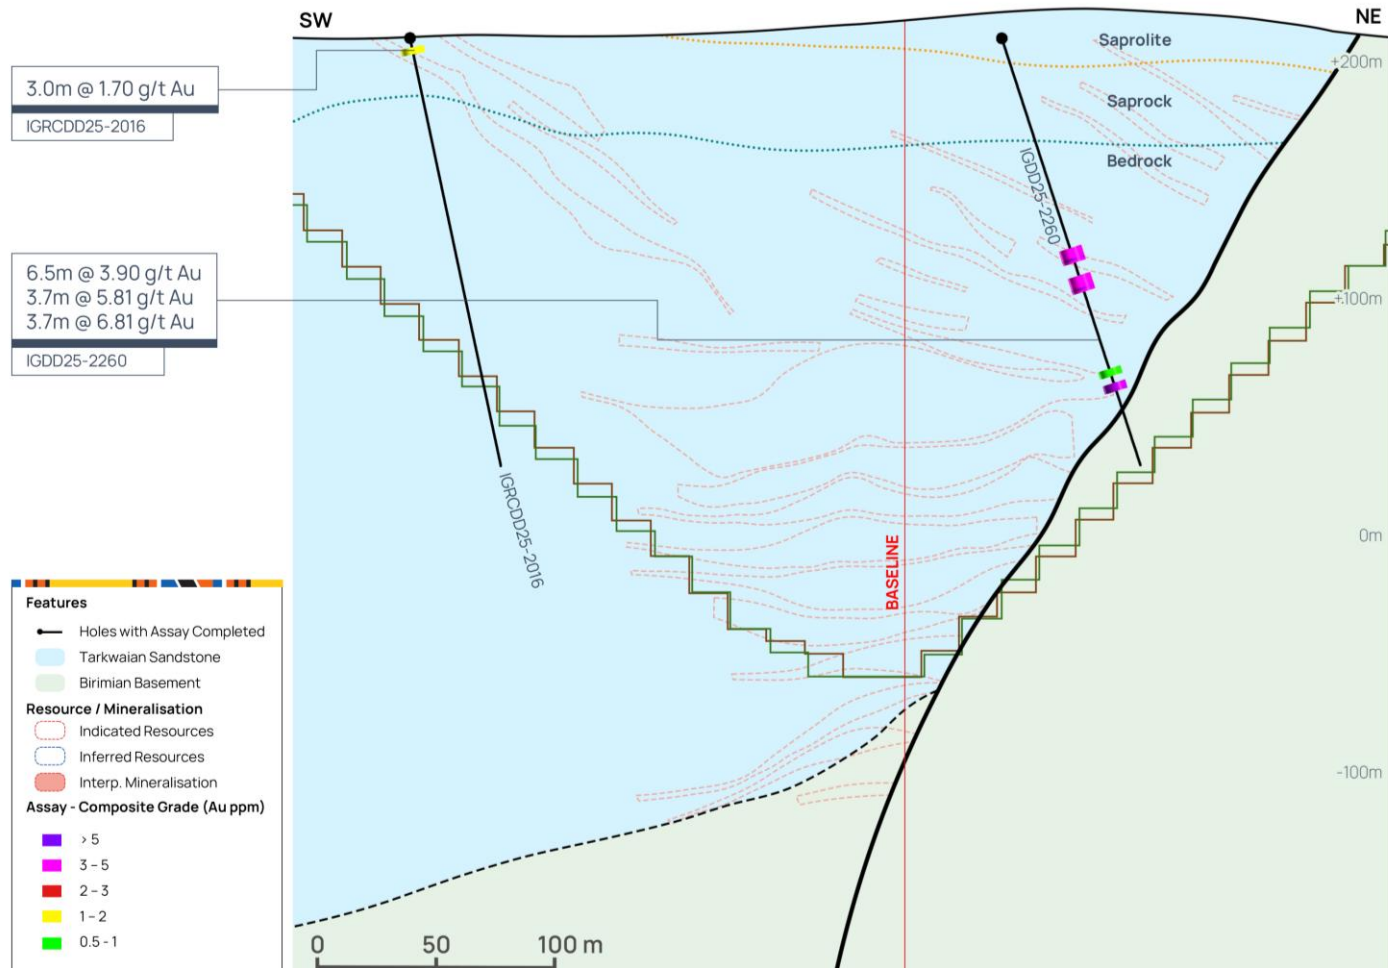 SW
NE
3.0m @ 1.70 g/t Au
IGRCDD25-2016
Saprolite
+200m
Saprock
Bedrock
IGDD25-2260
6.5m @ 3.90 g/t Au
3.7m @ 5.81 g/t Au
3.7m @ 6.81 g/t Au
IGDD25-2260
+100m
IGRCDD25-2016
BASELINE
0m
-100m
Features
Holes with Assay Completed
Tarkwaian Sandstone
Birimian Basement
Resource / Mineralisation
Indicated Resources
Inferred Resources
Interp. Mineralisation
Assay - Composite Grade (Au ppm)
> 5
3 - 5
2 - 3
1 - 2
0.5 - 1
0 50 100 m